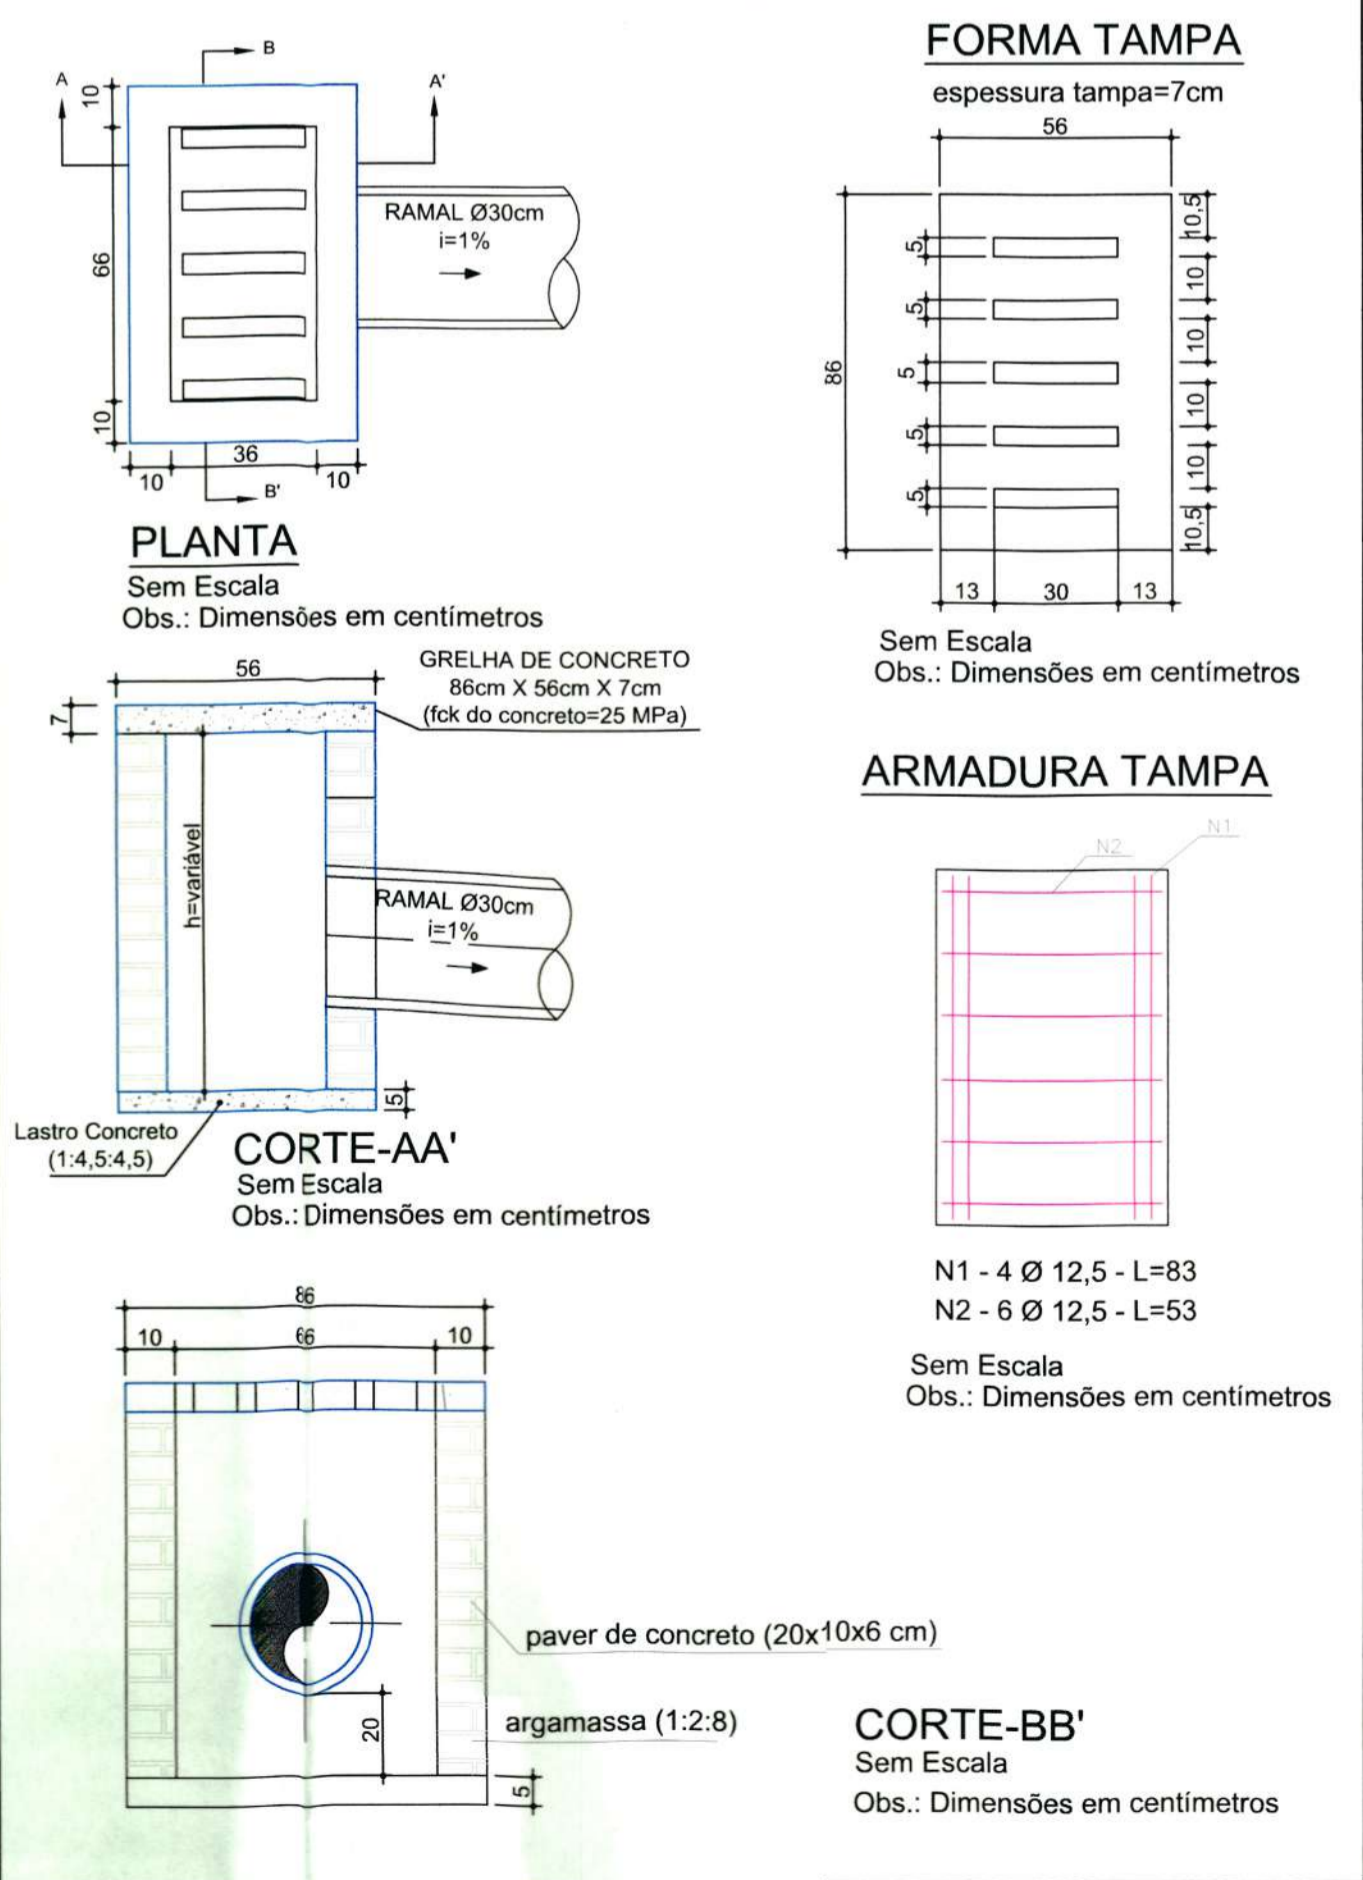 B
A
A'
10
66
10
RAMAL Ø30cm
i=1%
36
10
10
B'
PLANTA
Sem Escala
Obs.: Dimensões em centímetros
FORMA TAMPA
espessura tampa=7cm
56
86
5
5
5
5
5
10,5
10
10
10
10
10,5
13
30
13
Sem Escala
Obs.: Dimensões em centímetros
56
GRELHA DE CONCRETO
86cm X 56cm X 7cm
(fck do concreto=25 MPa)
7
h=variável
RAMAL Ø30cm
i=1%
5
Lastro Concreto
(1:4,5:4,5)
CORTE-AA'
Sem Escala
Obs.: Dimensões em centímetros
ARMADURA TAMPA
N1
N2
N1 - 4 Ø 12,5 - L=83
N2 - 6 Ø 12,5 - L=53
Sem Escala
Obs.: Dimensões em centímetros
86
10
66
10
paver de concreto (20x10x6 cm)
argamassa (1:2:8)
20
5
CORTE-BB'
Sem Escala
Obs.: Dimensões em centímetros